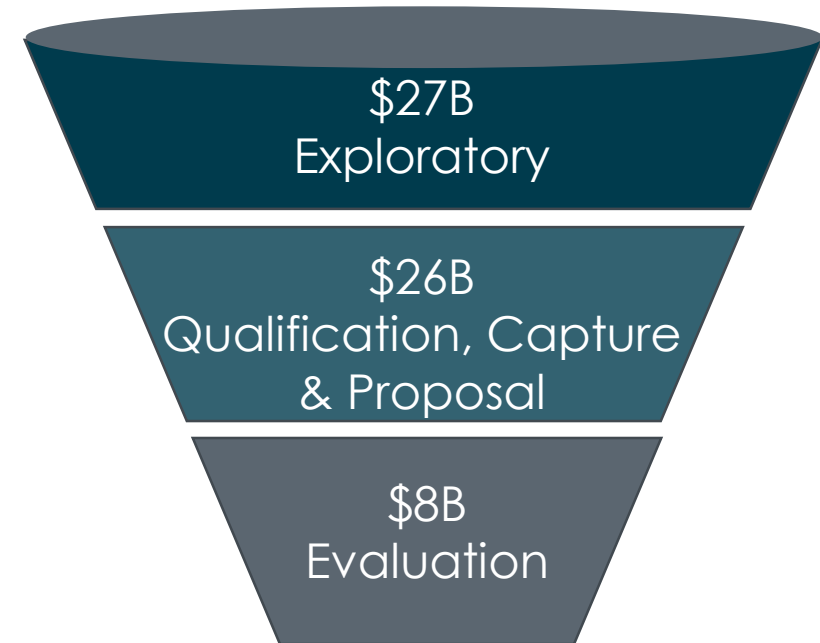 $27B
Exploratory
$26B
Qualification, Capture
& Proposal
$8B
Evaluation